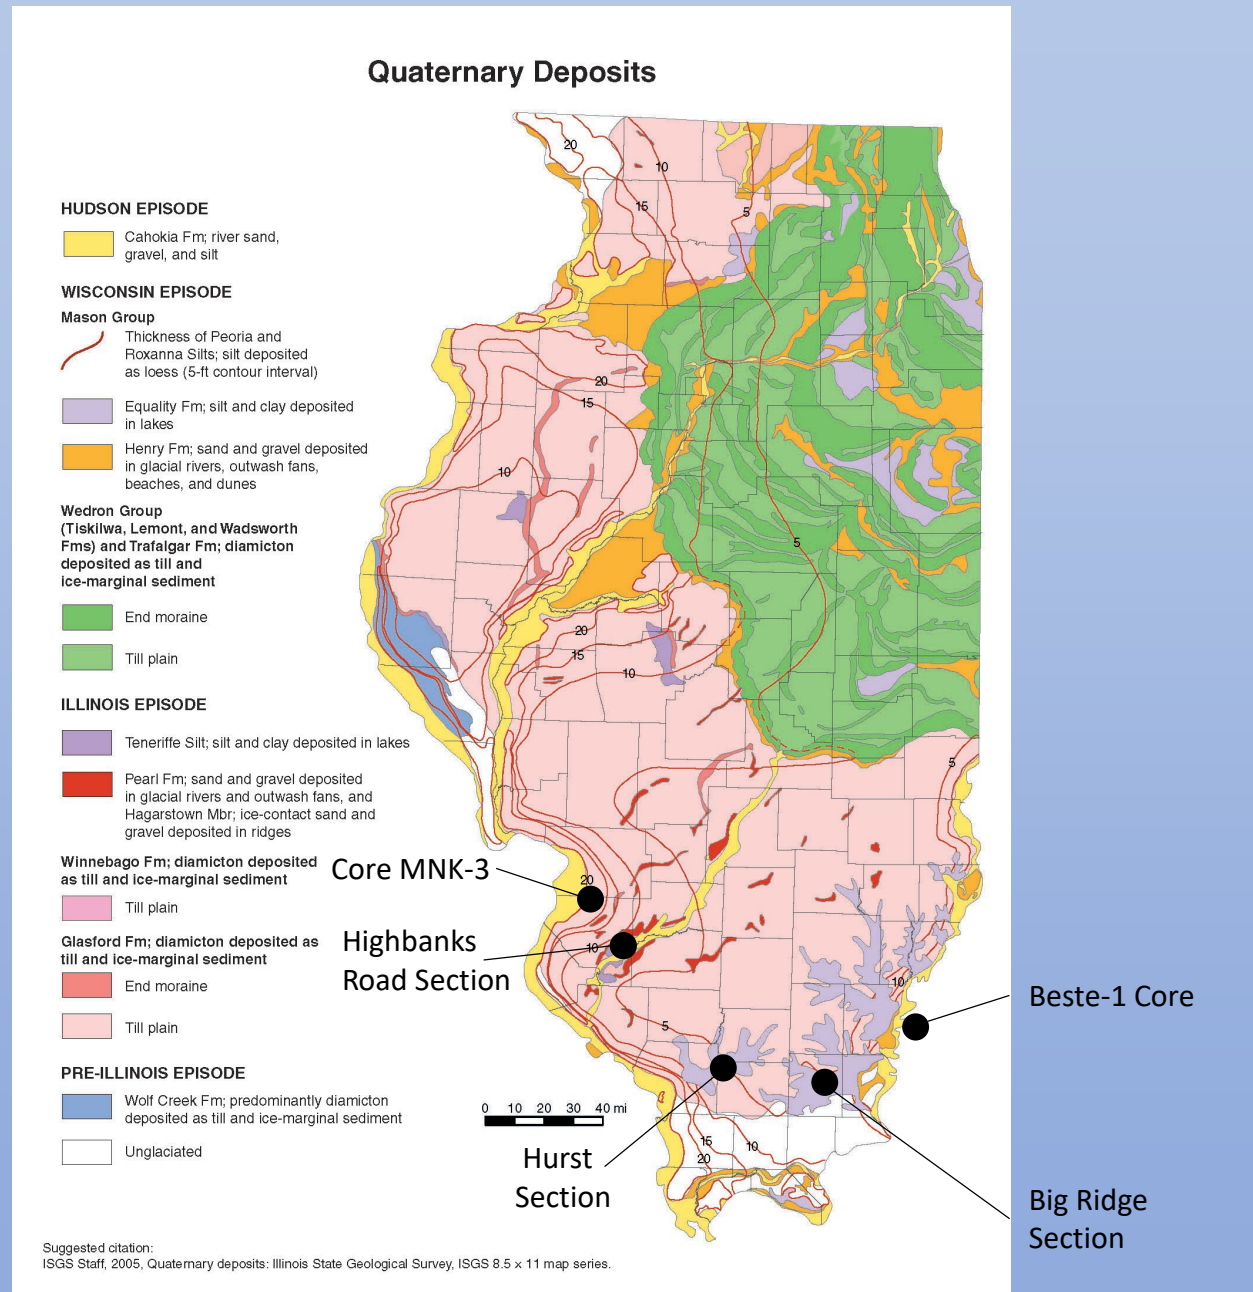 Quaternary Deposits
HUDSON EPISODE
Cahokia Fm; river sand,
gravel, and silt
WISCONSIN EPISODE
Mason Group
Thickness of Peoria and
Roxanna Silts; silt deposited
as loess (5-ft contour interval)
Equality Fm; silt and clay deposited
in lakes
Henry Fm; sand and gravel deposited
in glacial rivers, outwash fans,
beaches, and dunes
Wedron Group
(Tiskilwa, Lemont, and Wadsworth
Fms) and Trafalgar Fm; diamicton
deposited as till and
ice-marginal sediment
End moraine
Till plain
ILLINOIS EPISODE
Teneriffe Silt; silt and clay deposited in lakes
Pearl Fm; sand and gravel deposited
in glacial rivers and outwash fans, and
Hagarstown Mbr; ice-contact sand and
gravel deposited in ridges
Winnebago Fm; diamicton deposited
as till and ice-marginal sediment
Till plain
Glasford Fm; diamicton deposited as
till and ice-marginal sediment
End moraine
Till plain
PRE-ILLINOIS EPISODE
Wolf Creek Fm; predominantly diamicton
deposited as till and ice-marginal sediment
Unglaciated
20
10
15
5
20
15
10
5
20
15
10
5
Core MNK-3
20
Highbanks
Road Section
10
10
Beste-1 Core
5
0 10 20 30 40 mi
Hurst
Section
15
10
20
Big Ridge
Section
Suggested citation:
ISGS Staff, 2005, Quaternary deposits: Illinois State Geological Survey, ISGS 8.5 x 11 map series.